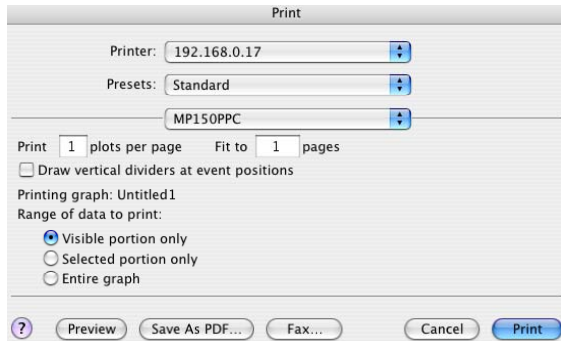 Print
Printer: 192.168.0.17
Presets: Standard
MP150PPC
Print 1 plots per page Fit to 1 pages
Draw vertical dividers at event positions
Printing graph: Untitled1
Range of data to print:
Visible portion only
Selected portion only
Entire graph
? Preview Save As PDF... Fax... Cancel Print